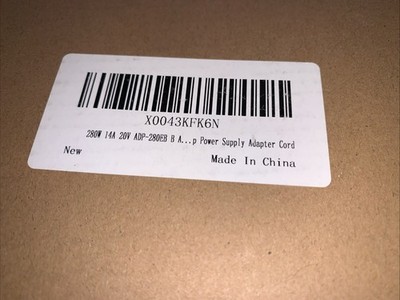 X0043KFK6N
280W 14A 20V ADP-280EB B A...p Power Supply Adapter Cord
New
Made In China